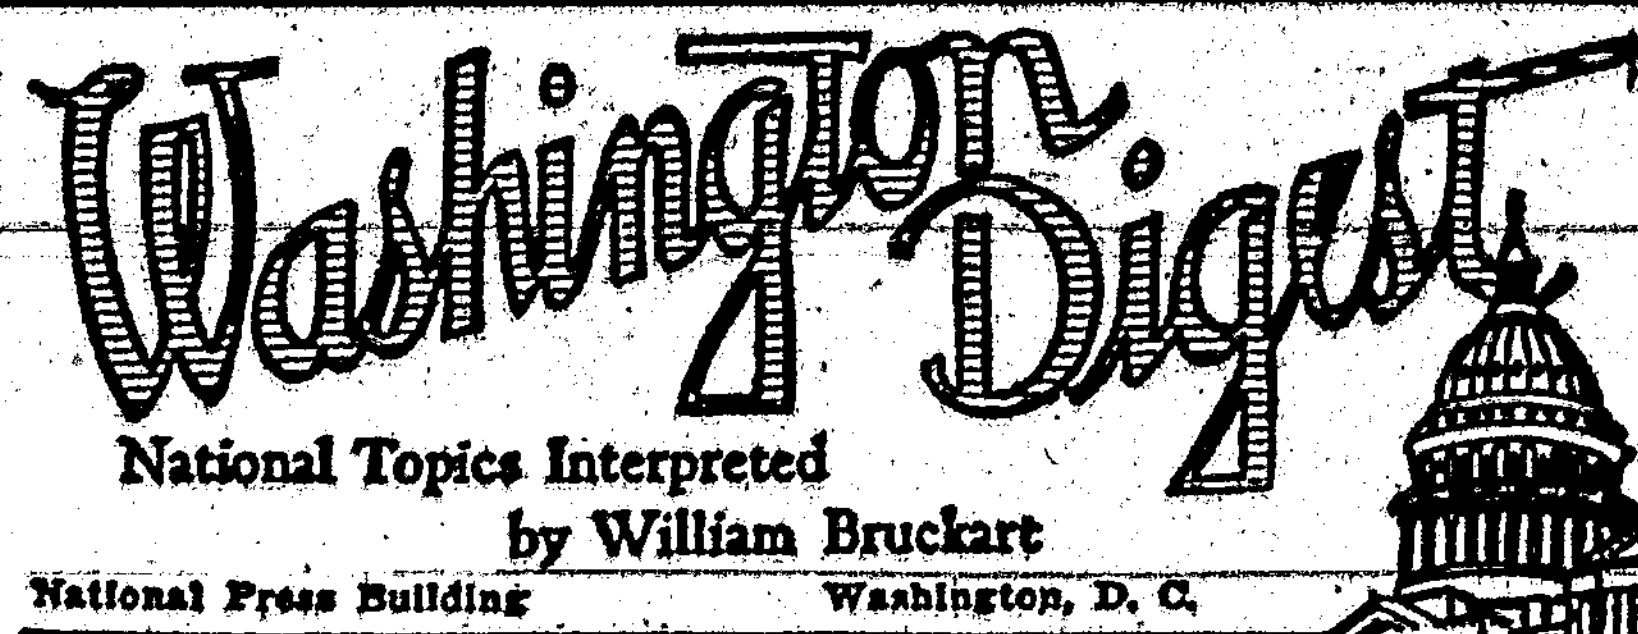 Washington Digest
National Topics Interpreted
by William Bruckart
National Press Building Washington, D. C.